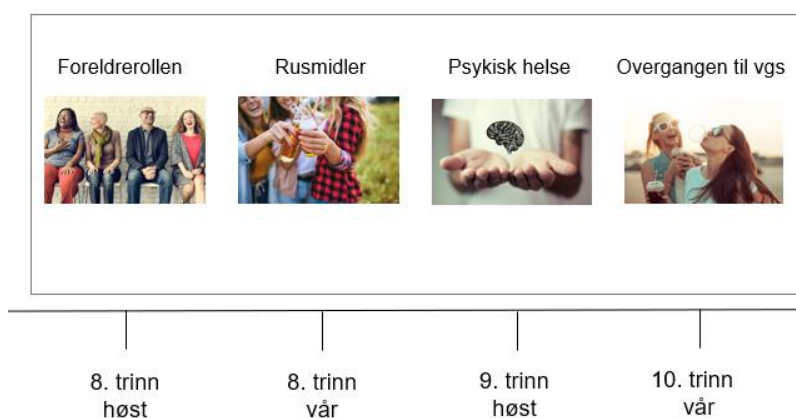 Foreldrerollen
Rusmidler
Psykisk helse
Overgangen til vgs
8. trinn
høst
8. trinn
vår
9. trinn
høst
10. trinn
vår